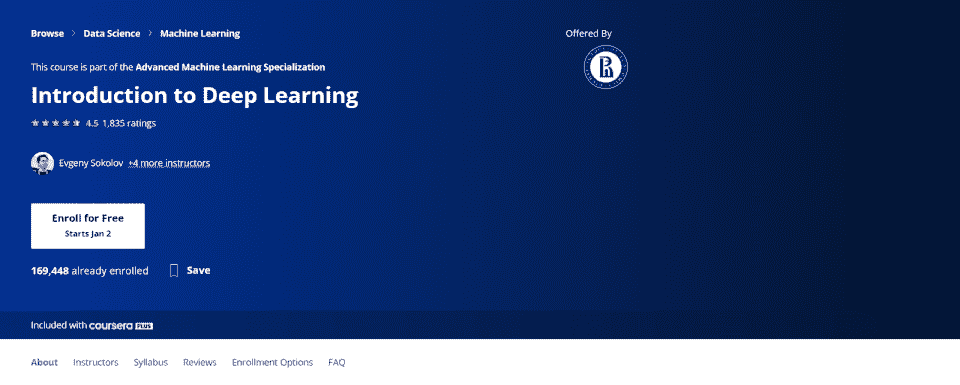 Browse > Data Science > Machine Learning
Offered By
This course is part of the Advanced Machine Learning Specialization
Introduction to Deep Learning
4.5 1,835 ratings
Evgeny Sokolov +4 more instructors
Enroll for Free
Starts Jan 2
169,448 already enrolled Save
Included with coursera PLUS
About Instructors Syllabus Reviews Enrollment Options FAQ